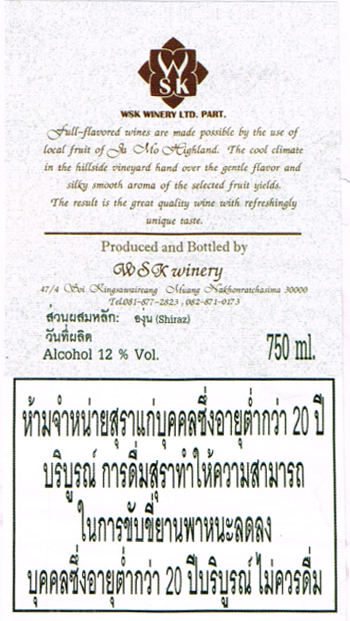 W
S K
WSK WINERY LTD. PART.
Full-flavored wines are made possible by the use of
local fruit of Ju Mo Highland. The cool climate
in the hillside vineyard hand over the gentle flavor and
silky smooth aroma of the selected fruit yields.
The result is the great quality wine with refreshingly
unique taste.
Produced and Bottled by
WSK winery
47/4 Soi Kingsawaireang Muang Nakhonratchasima 30000
Tel.081-877-2823 , 082-871-0173
ส่วนผสมหลัก: องุ่น (Shiraz)
วันที่ผลิต
Alcohol 12 % Vol. 750 ml.
ห้ามจำหน่ายสุราแก่บุคคลซึ่งอายุต่ำกว่า 20 ปี
บริบูรณ์ การดื่มสุราทำให้ความสามารถ
ในการขับขี่ยานพาหนะลดลง
บุคคลซึ่งอายุต่ำกว่า 20 ปีบริบูรณ์ ไม่ควรดื่ม